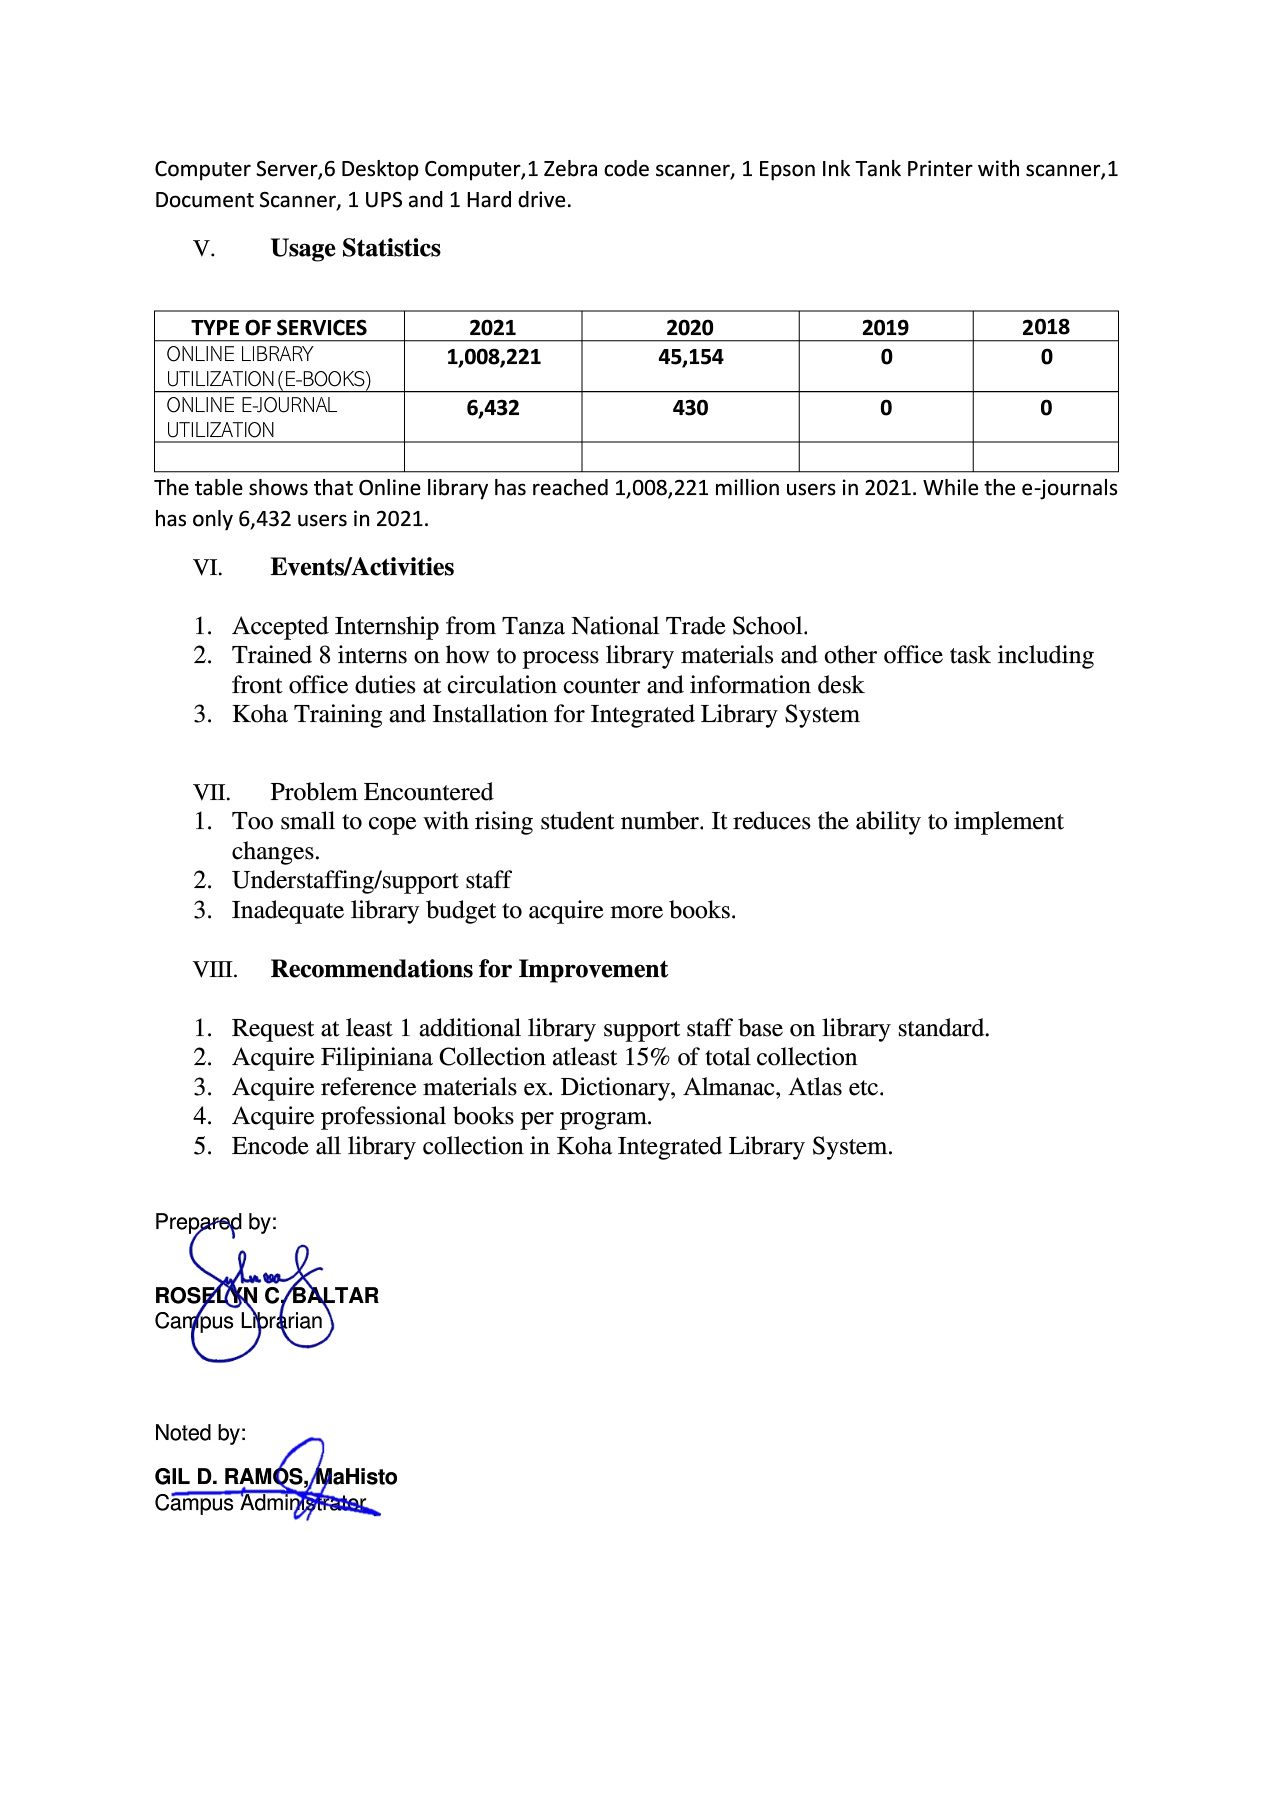 Computer Server,6 Desktop Computer,1 Zebra code scanner, 1 Epson Ink Tank Printer with scanner,1
Document Scanner, 1 UPS and 1 Hard drive.
V. Usage Statistics
TYPE OF SERVICES 2021 2020 2019 2018
ONLINE LIBRARY 1,008,221 45,154 0 0
UTILIZATION (E-BOOKS)
ONLINE E-JOURNAL 6,432 430 0 0
UTILIZATION
The table shows that Online library has reached 1,008,221 million users in 2021. While the e-journals
has only 6,432 users in 2021.
VI. Events/Activities
1. Accepted Internship from Tanza National Trade School.
2. Trained 8 interns on how to process library materials and other office task including
front office duties at circulation counter and information desk
3. Koha Training and Installation for Integrated Library System
VII. Problem Encountered
1. Too small to cope with rising student number. It reduces the ability to implement
changes.
2. Understaffing/support staff
3. Inadequate library budget to acquire more books.
VIII. Recommendations for Improvement
1. Request at least 1 additional library support staff base on library standard.
2. Acquire Filipiniana Collection atleast 15% of total collection
3. Acquire reference materials ex. Dictionary, Almanac, Atlas etc.
4. Acquire professional books per program.
5. Encode all library collection in Koha Integrated Library System.
Prepared by:
ROSELYN C. BALTAR
Campus Librarian
Noted by:
GIL D. RAMOS, MaHisto
Campus Administrator